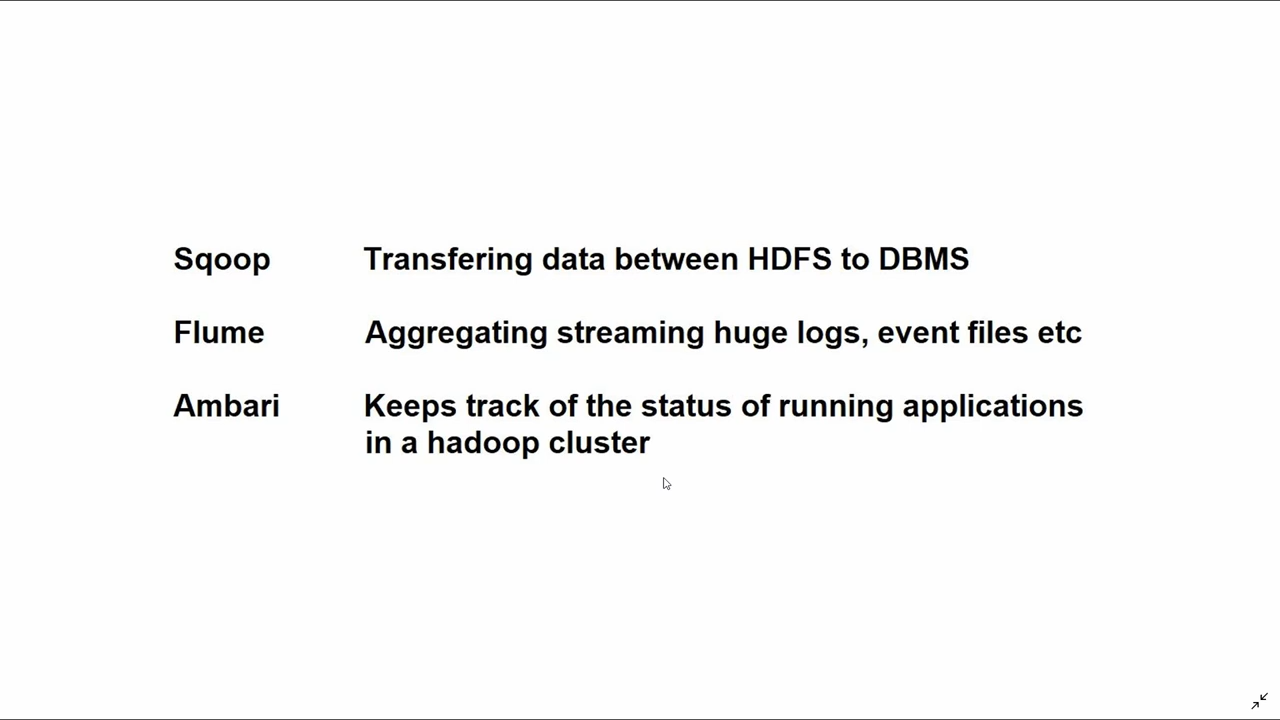 Sqoop Transfering data between HDFS to DBMS
Flume Aggregating streaming huge logs, event files etc
Ambari Keeps track of the status of running applications
in a hadoop cluster